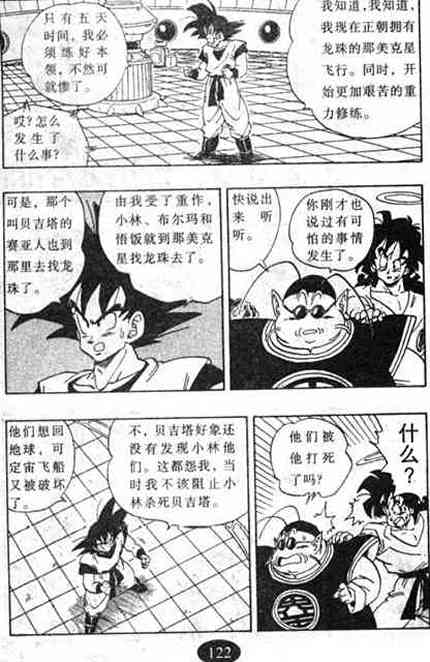 我知道,我知道,
我现在正朝拥有
龙珠的那美克星
飞行。同时,开
始更加艰苦的重
力修练。
只有五天
时间,我必
须练好本
领,不然可
就惨了。
哎?怎么
发生了
什么事?
你刚才也
说过有可
怕的事情
发生了。
快说出
来听
听。
由我受了重作,
小林、布尔玛和
悟饭就到那美克
星找龙珠去了。
可是,那个
叫贝吉塔的
赛亚人也到
那里去找龙
珠了。
什么?
他们被
他打死
了吗?
不,贝吉塔好象还
没有发现小林他
们。这都怨我,当
时我不该阻止小
林杀死贝吉塔。
他们想回
地球,可
定宙飞船
又被破坏
了。
122